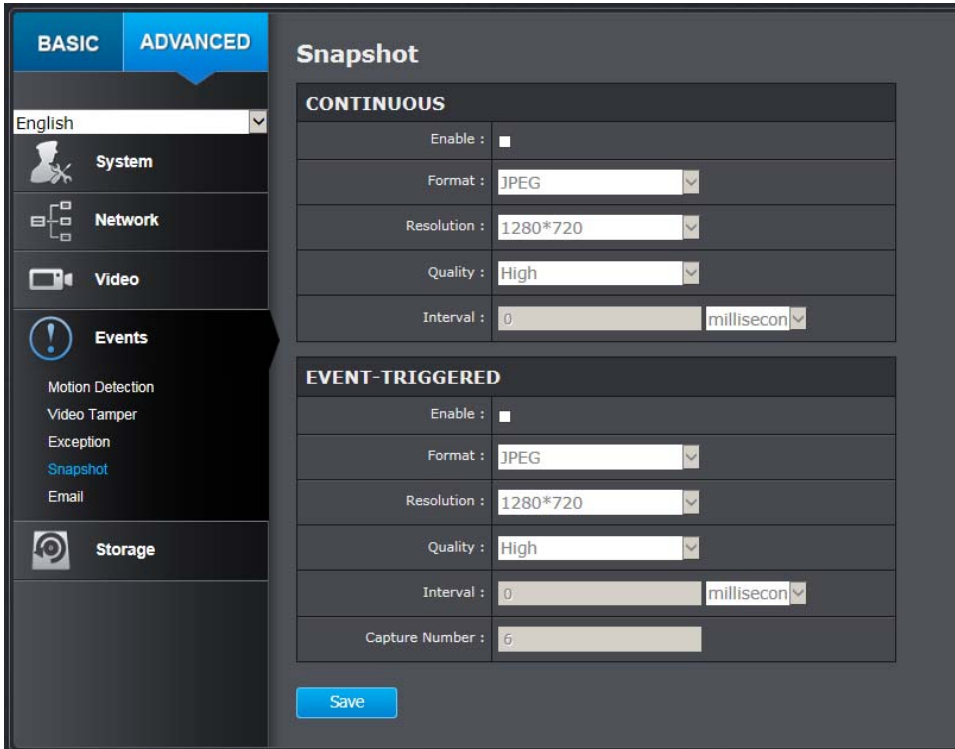 BASIC ADVANCED
English
System
Network
Video
Events
Motion Detection
Video Tamper
Exception
Snapshot
Email
Storage
Snapshot
CONTINUOUS
Enable :
Format : JPEG
Resolution : 1280*720
Quality : High
Interval : 0 millisecon
EVENT-TRIGGERED
Enable :
Format : JPEG
Resolution : 1280*720
Quality : High
Interval : 0 millisecon
Capture Number : 6
Save